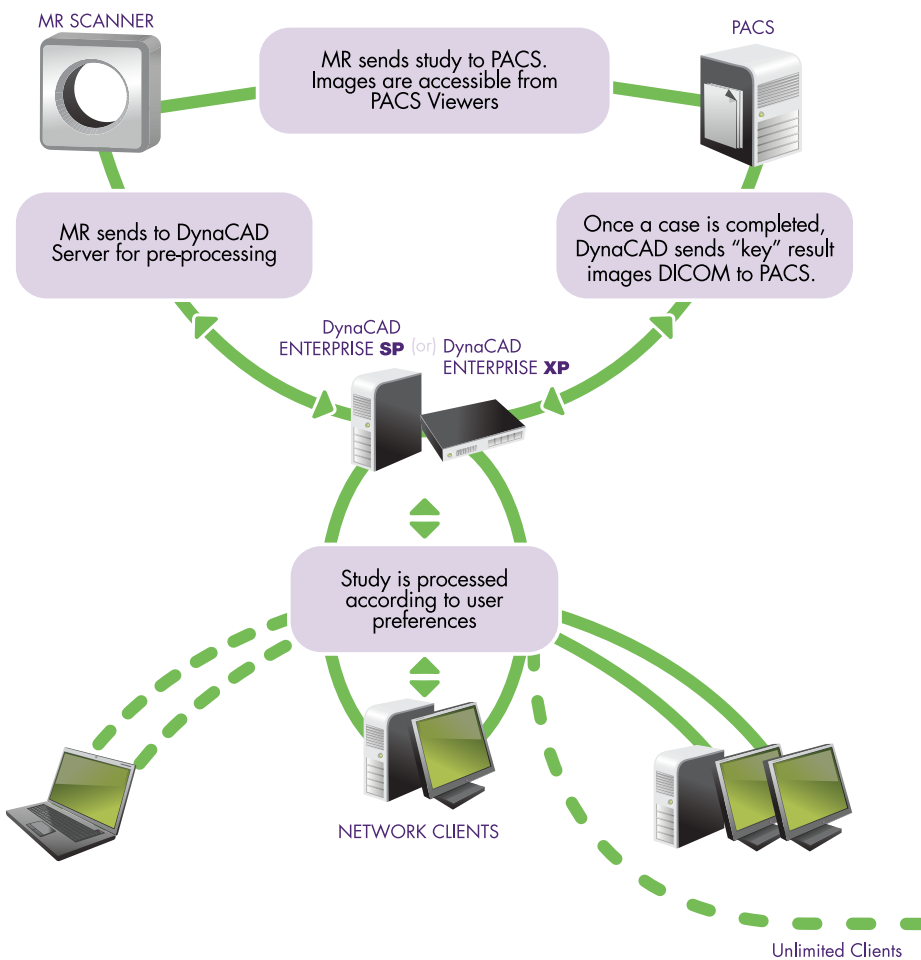 MR SCANNER
PACS
MR sends study to PACS.
Images are accessible from
PACS Viewers
MR sends to DynaCAD
Server for pre-processing
Once a case is completed,
DynaCAD sends “key” result
images DICOM to PACS.
DynaCAD
ENTERPRISE SP (or) DynaCAD
ENTERPRISE XP
Study is processed
according to user
preferences
NETWORK CLIENTS
Unlimited Clients